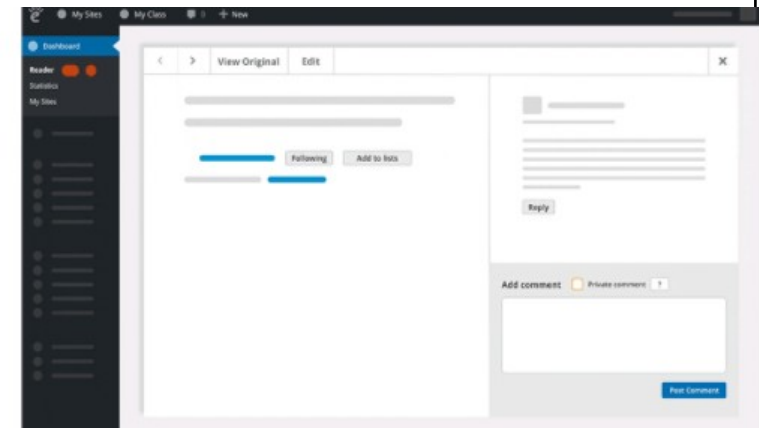 My Sites My Class 0 + New
Dashboard
Reader
Statistics
My Sites
View Original Edit
Following Add to lists
Reply
Add comment Private comment ?
Post Comment